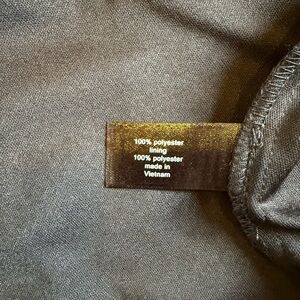 100% polyester
lining
100% polyester
made in
Vietnam